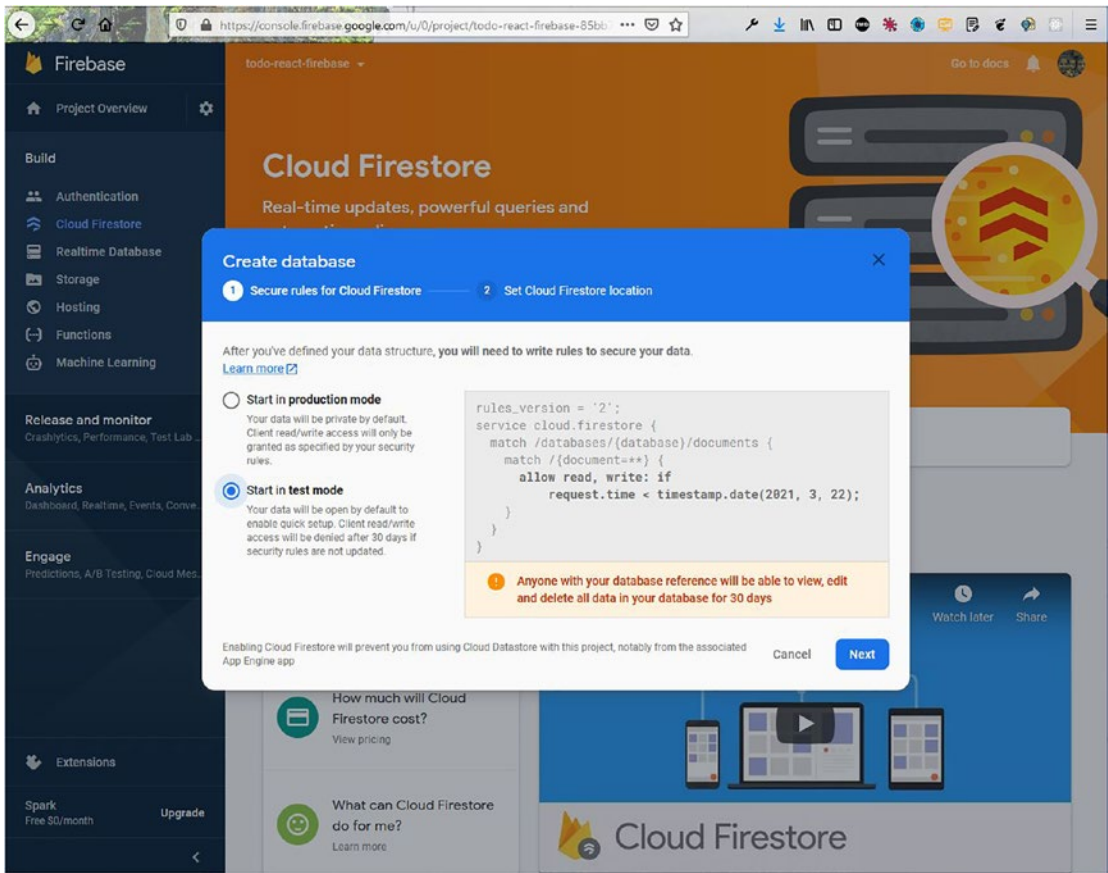 https://console.firebase.google.com/u/0/project/todo-react-firebase-85bb
Firebase
todo-react-firebase
Go to docs
Project Overview
Build
Authentication
Cloud Firestore
Realtime Database
Storage
Hosting
Functions
Machine Learning
Release and monitor
Crashlytics, Performance, Test Lab ...
Analytics
Dashboard, Realtime, Events, Conve...
Engage
Predictions, A/B Testing, Cloud Mes...
Extensions
Spark
Free $0/month
Upgrade
Cloud Firestore
Real-time updates, powerful queries and
Create database
1 Secure rules for Cloud Firestore
2 Set Cloud Firestore location
After you've defined your data structure, you will need to write rules to secure your data.
Learn more
Start in production mode
Your data will be private by default.
Client read/write access will only be
granted as specified by your security
rules.
Start in test mode
Your data will be open by default to
enable quick setup. Client read/write
access will be denied after 30 days if
security rules are not updated.
rules_version = '2';
service cloud.firestore {
match /databases/{database}/documents {
match /{document=**} {
allow read, write: if
request.time < timestamp.date(2021, 3, 22);
}
}
}
Anyone with your database reference will be able to view, edit
and delete all data in your database for 30 days
Enabling Cloud Firestore will prevent you from using Cloud Datastore with this project, notably from the associated
App Engine app
Cancel
Next
How much will Cloud
Firestore cost?
View pricing
What can Cloud Firestore
do for me?
Learn more
Watch later
Share
Cloud Firestore